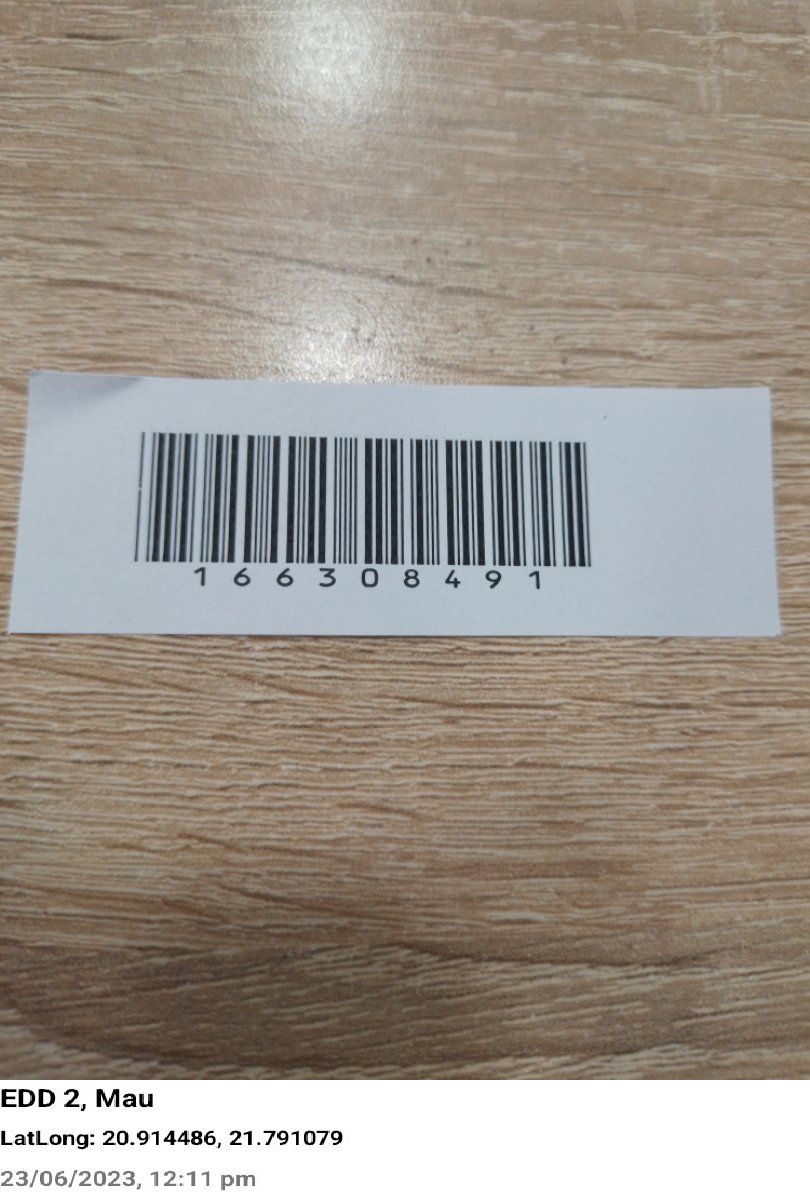 166308491
EDD 2, Mau
LatLong: 20.914486, 21.791079
23/06/2023, 12:11 pm